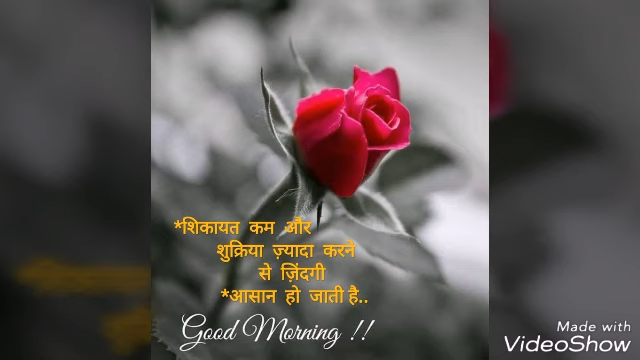 *शिकायत कम और
शुक्रिया ज़्यादा करने
से ज़िंदगी
*आसान हो जाती है..
Good Morning !!
Made with
VideoShow